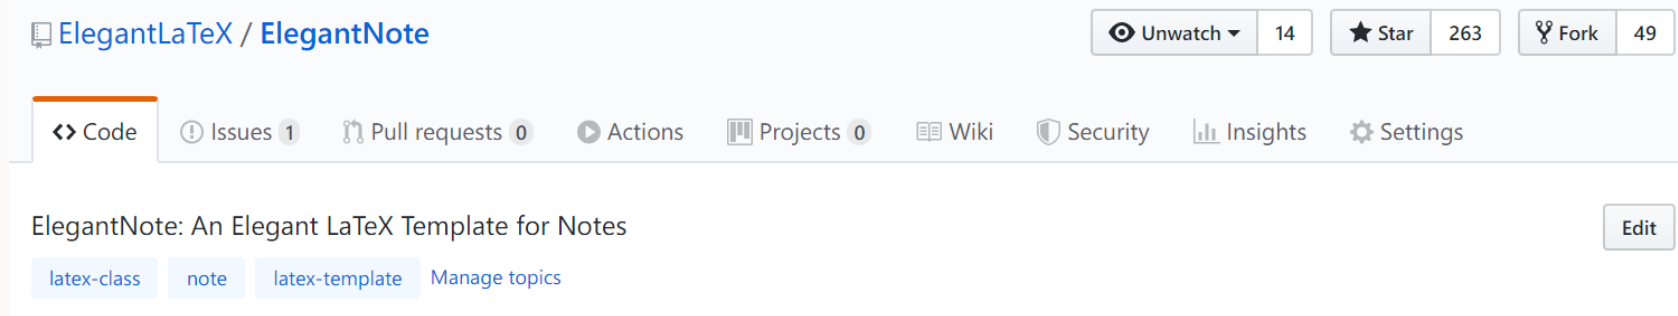 ElegantLaTeX / ElegantNote Unwatch 14 Star 263 Fork 49
Code Issues 1 Pull requests 0 Actions Projects 0 Wiki Security Insights Settings
ElegantNote: An Elegant LaTeX Template for Notes Edit
latex-class note latex-template Manage topics